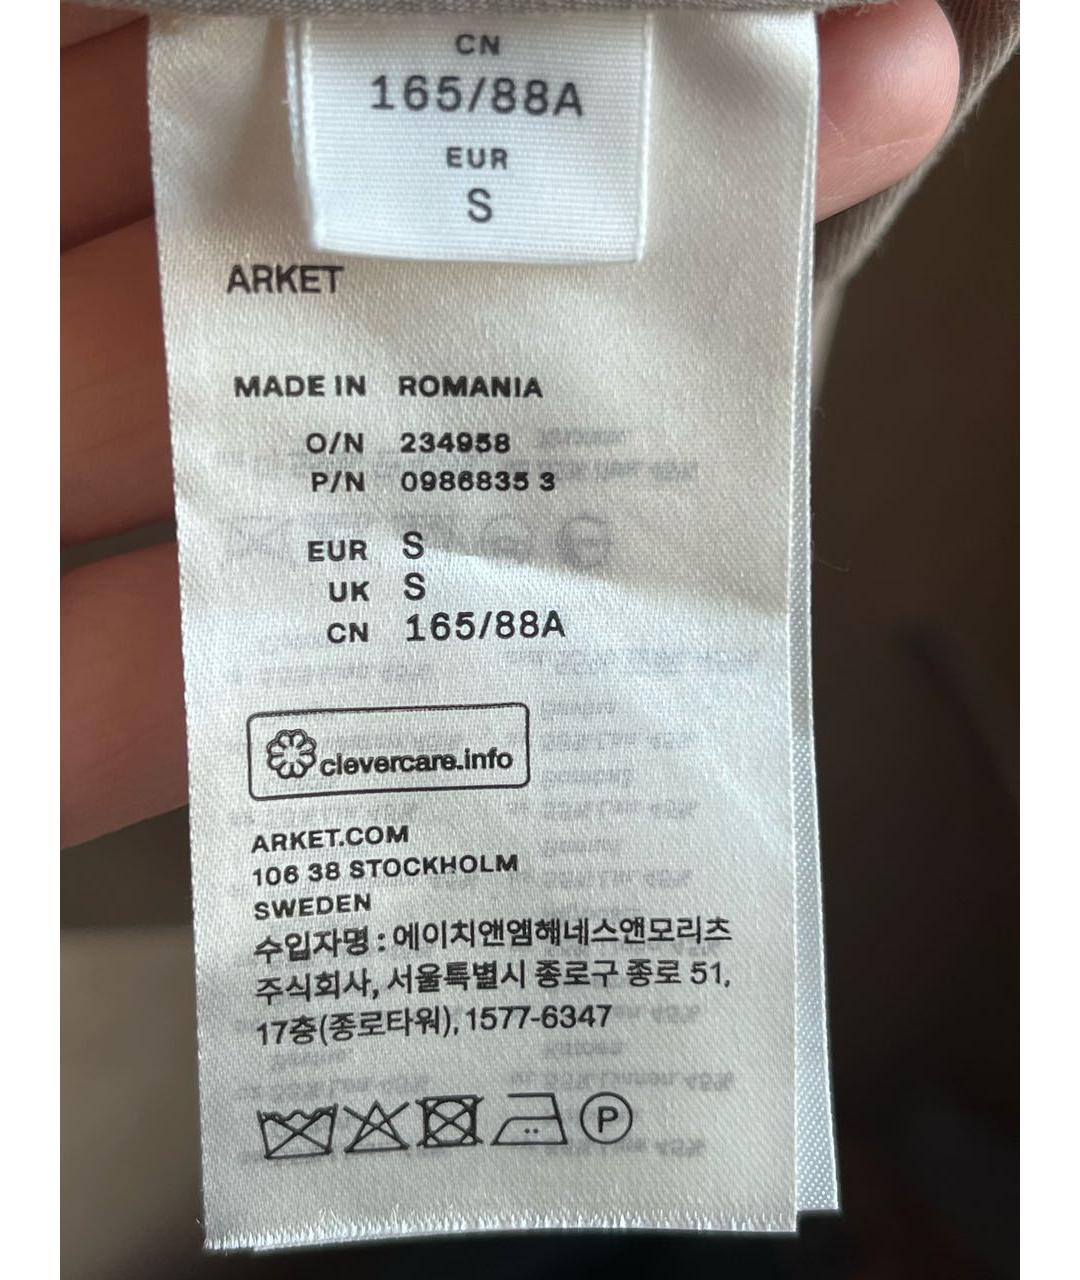 CN
165/88A
EUR
S
ARKET
MADE IN ROMANIA
O/N 234958
P/N 0986835 3
EUR S
UK S
CN 165/88A
clevercare.info
ARKET.COM
106 38 STOCKHOLM
SWEDEN
수입자명 : 에이치앤엠해네스앤모리츠
주식회사, 서울특별시 종로구 종로 51,
17층(종로타워), 1577-6347
P